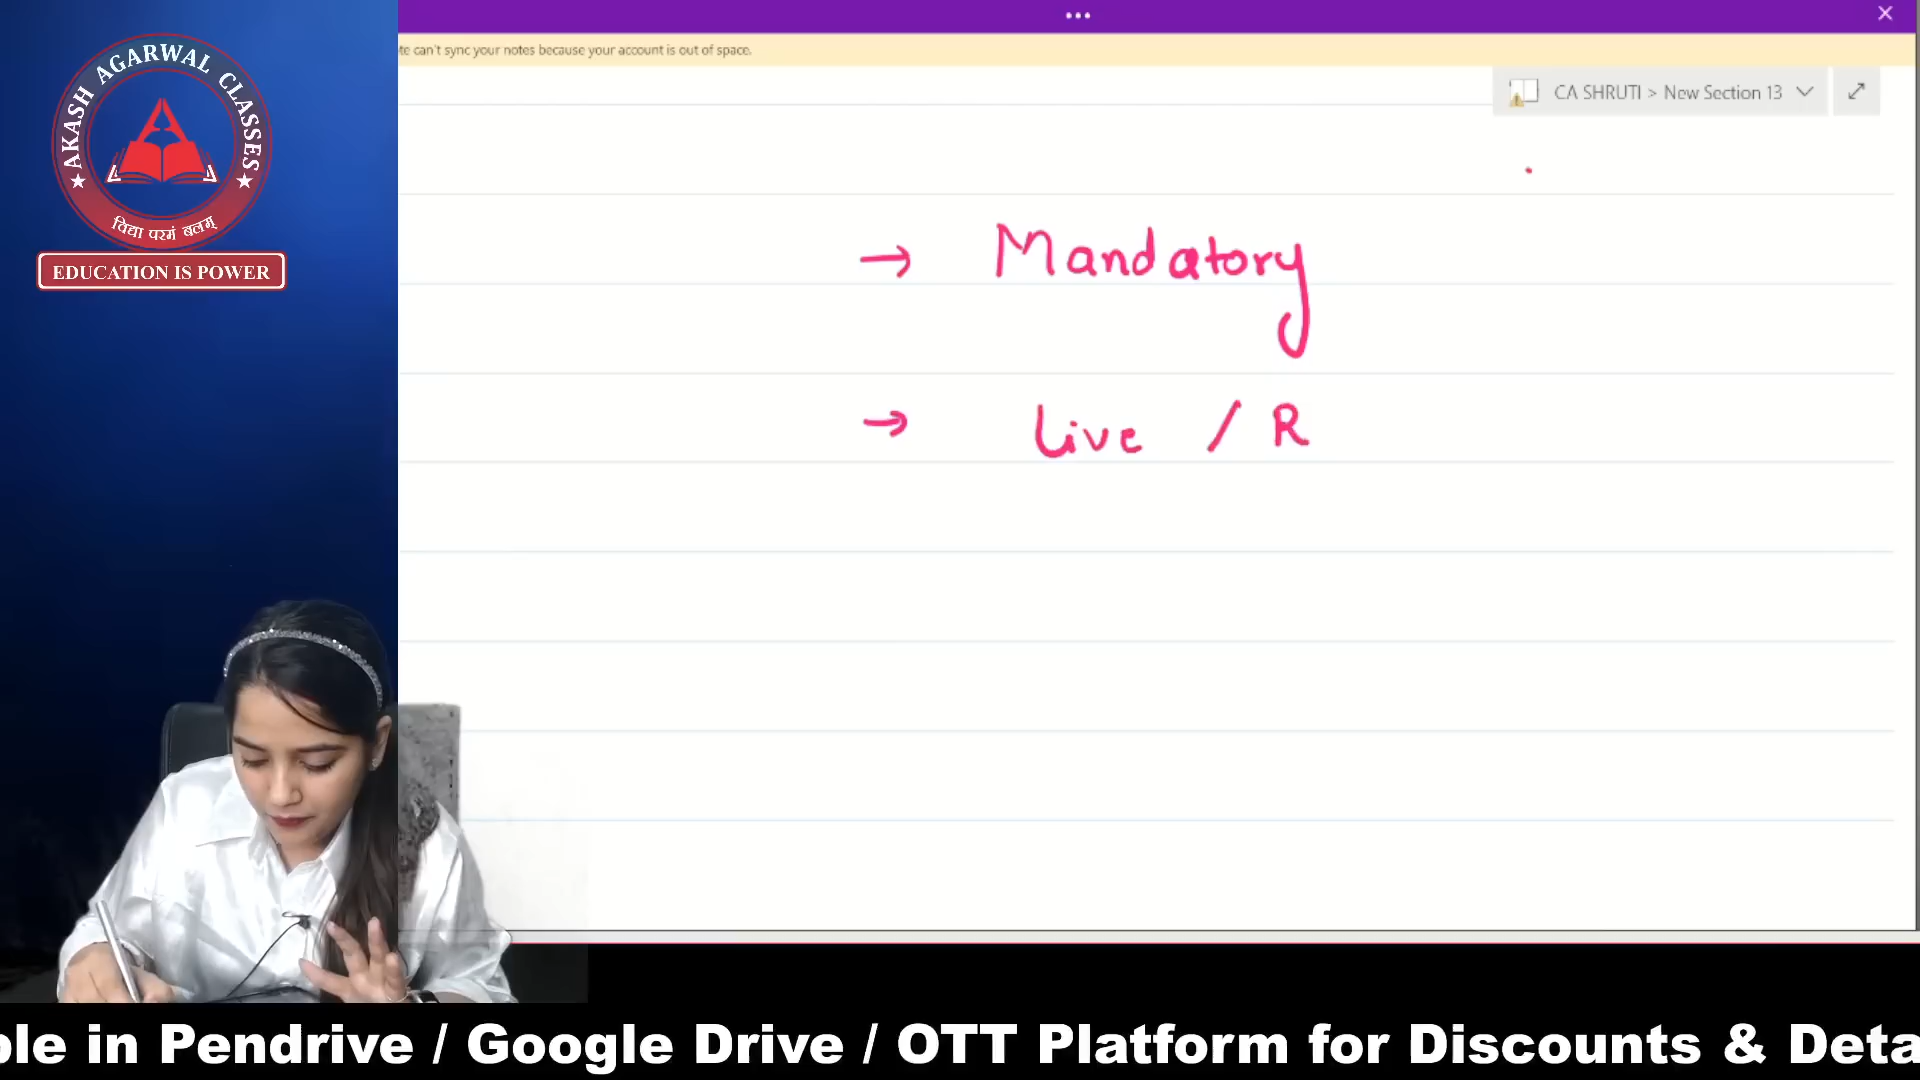 AKASH AGARWAL CLASSES
विद्या परमं बलम्
EDUCATION IS POWER
te can't sync your notes because your account is out of space.
CA SHRUTI > New Section 13
→ Mandatory
→ Live / R
ble in Pendrive / Google Drive / OTT Platform for Discounts & Deta